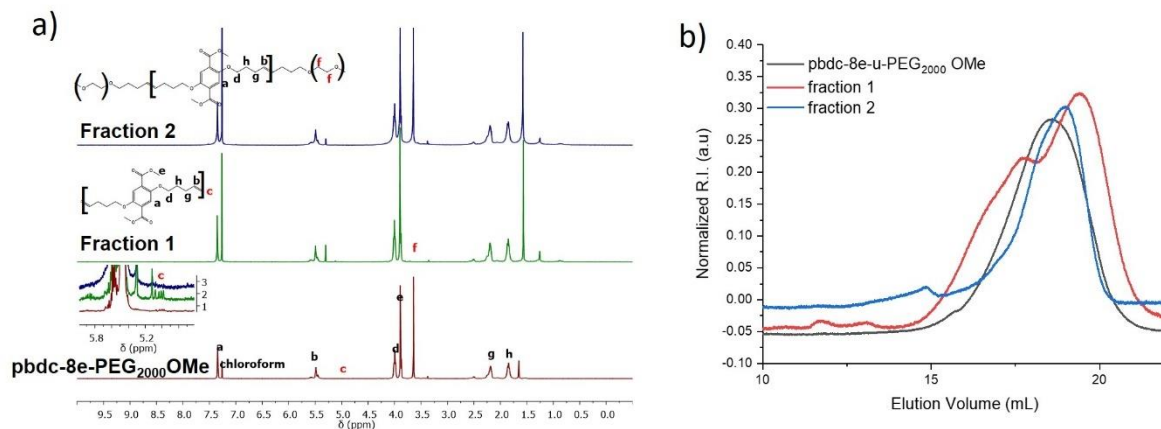 a)
h b
f
d g
f
a
Fraction 2
e
h b
c
d g
a
Fraction 1
f
c
3
2
1
5.8 5.2
δ (ppm)
e
a
chloroform
b
c
d
g
h
pbdc-8e-PEG2000OMe
9.5 9.0 8.5 8.0 7.5 7.0 6.5 6.0 5.5 5.0 4.5 4.0 3.5 3.0 2.5 2.0 1.5 1.0 0.5 0.0
δ (ppm)
b)
pbdc-8e-u-PEG2000 OMe
fraction 1
fraction 2
Normalized R.I. (a.u)
0.40
0.35
0.30
0.25
0.20
0.15
0.10
0.05
0.00
-0.05
-0.10
10 15 20
Elution Volume (mL)